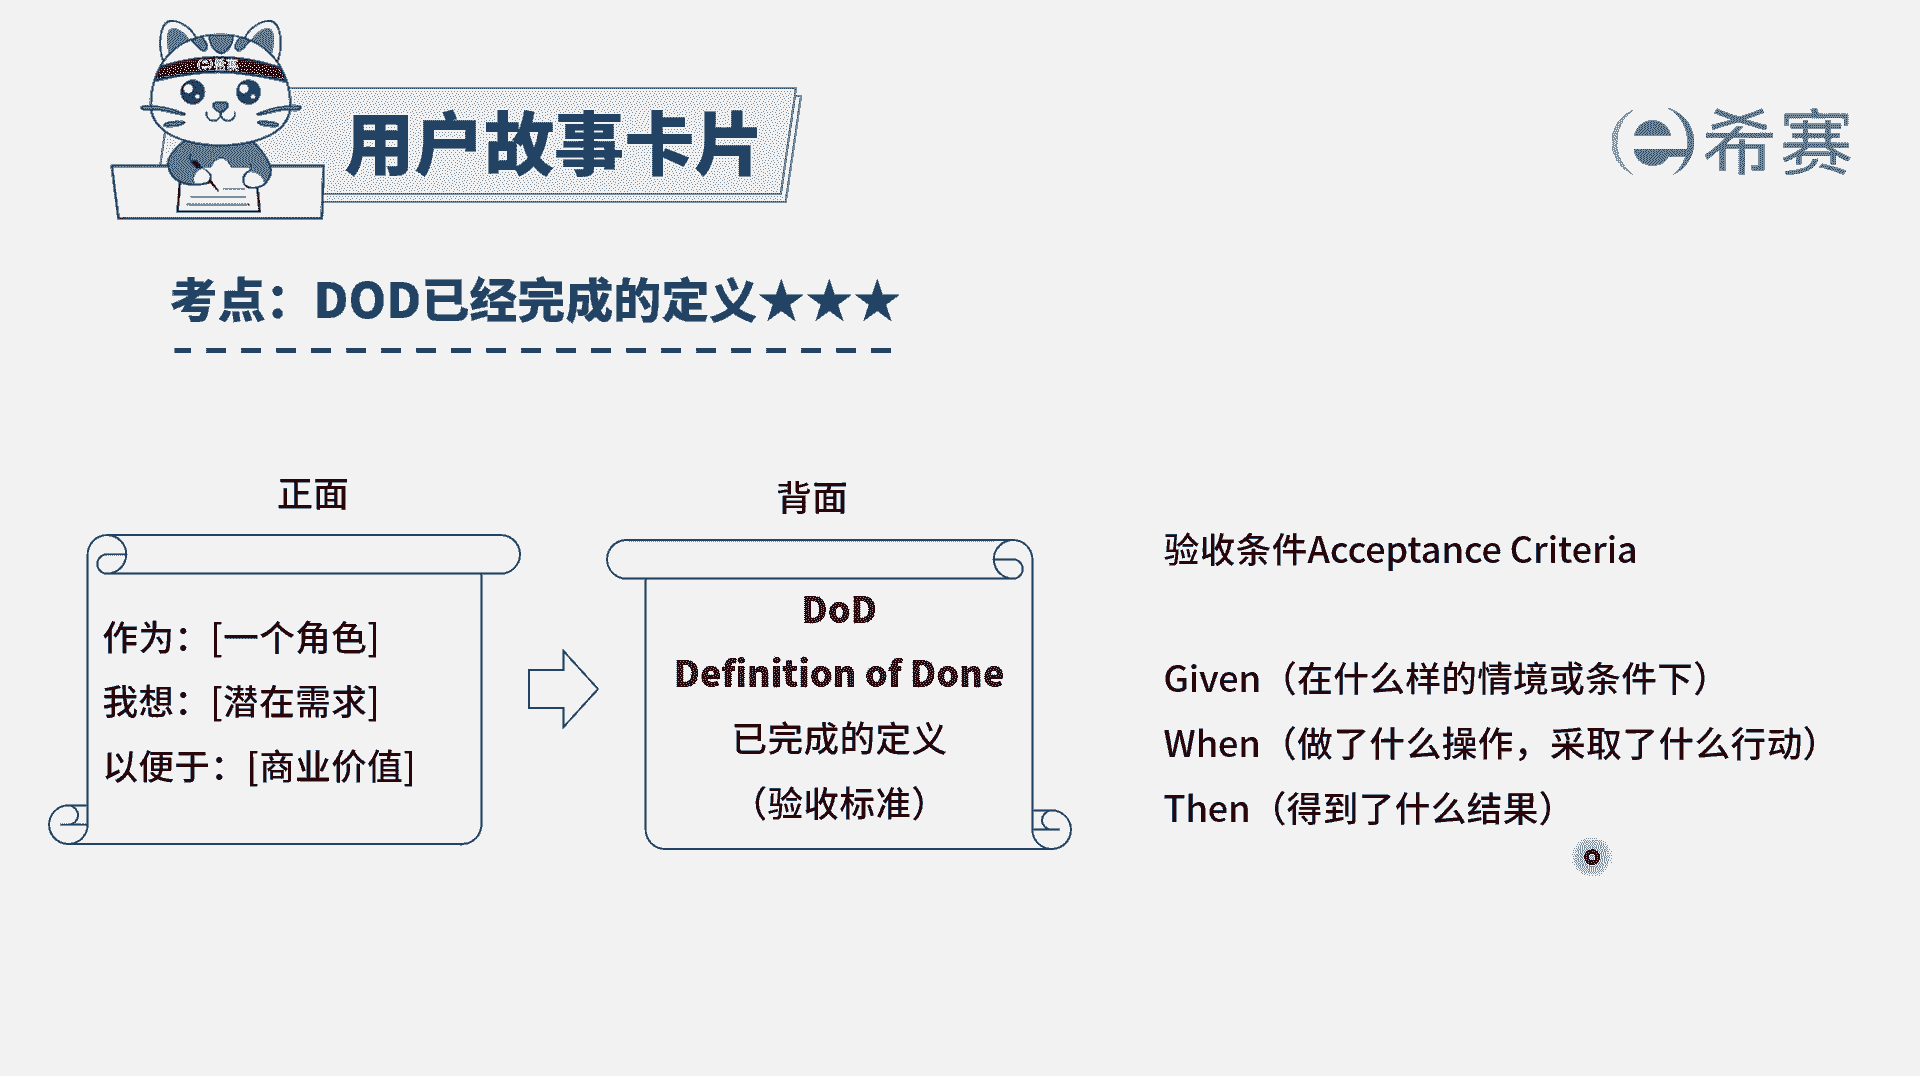 希赛
用户故事卡片
e希赛
考点：DOD已经完成的定义★★★
正面
作为：[一个角色]
我想：[潜在需求]
以便于：[商业价值]
背面
DoD
Definition of Done
已完成的定义
（验收标准）
验收条件Acceptance Criteria
Given（在什么样的情境或条件下）
When（做了什么操作，采取了什么行动）
Then（得到了什么结果）